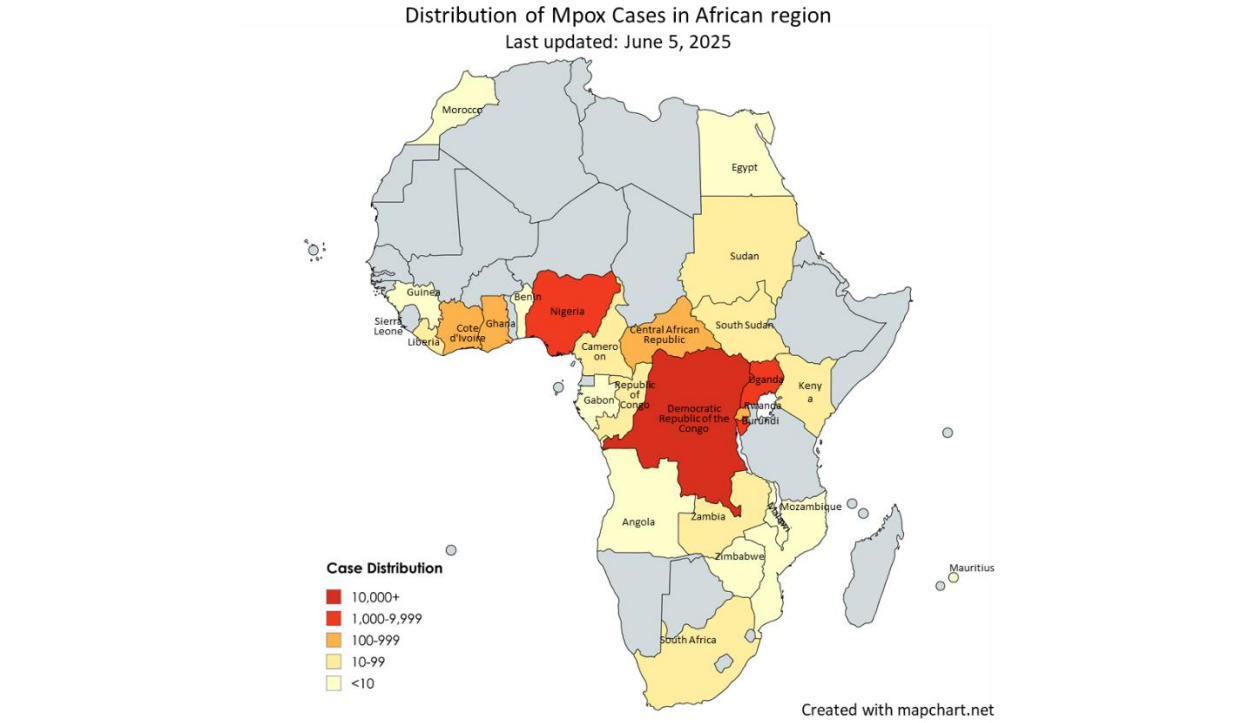 Distribution of Mpox Cases in African region
Last updated: June 5, 2025
Morocco
Egypt
Sudan
Guinea
Benin
Nigeria
Sierra
Leone
Cote
d'Ivoire
Ghana
Liberia
Central African
Republic
South Sudan
Camero
on
Gabon
Republic
of
Congo
Democratic
Republic of the
Congo
Uganda
Keny
a
Rwanda
Burundi
Angola
Zambia
Malawi
Mozambique
Zimbabwe
Mauritius
South Africa
Case Distribution
10,000+
1,000-9,999
100-999
10-99
<10
Created with mapchart.net